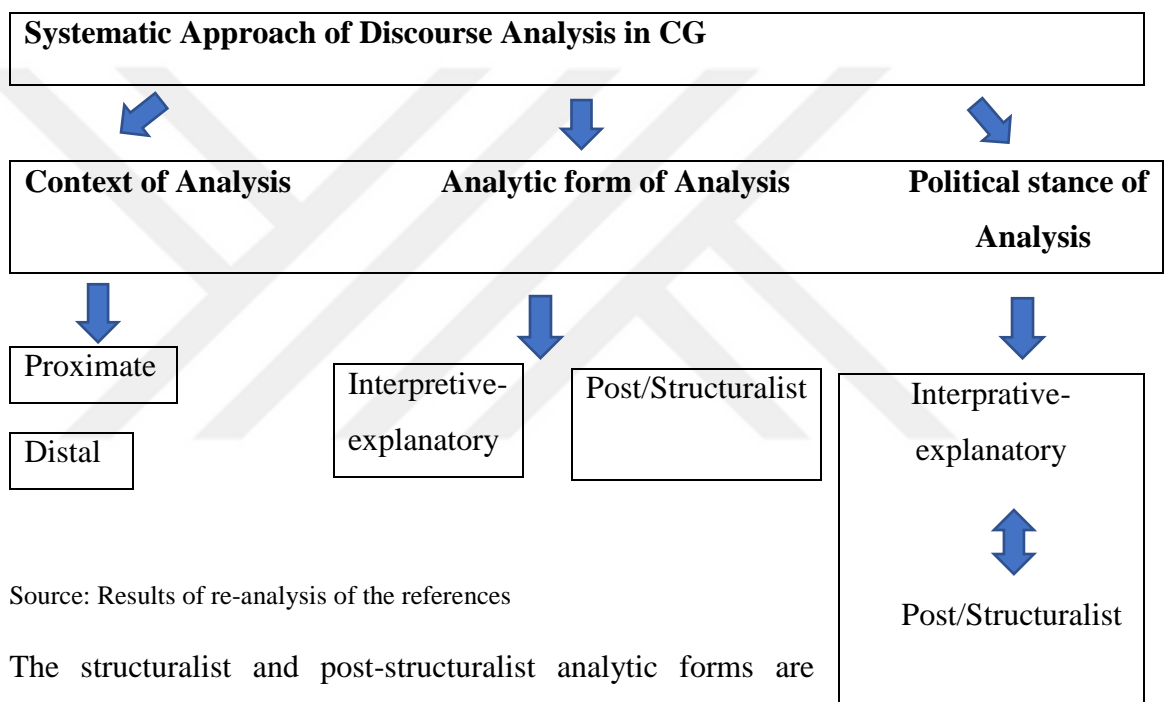 Systematic Approach of Discourse Analysis in CG
Context of Analysis
Analytic form of Analysis
Political stance of
Analysis
Proximate
Distal
Interpretive-
explanatory
Post/Structuralist
Interprative-
explanatory
Post/Structuralist
Source: Results of re-analysis of the references
The structuralist and post-structuralist analytic forms are